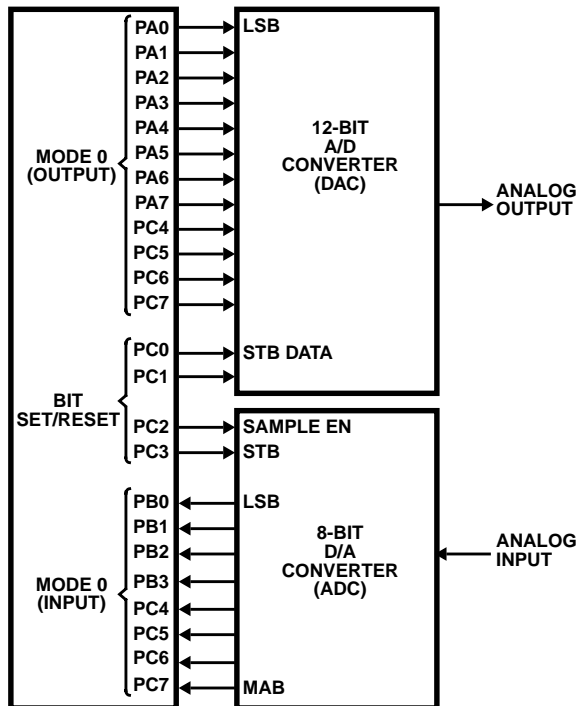 PA0
PA1
PA2
PA3
PA4
PA5
PA6
PA7
PC4
PC5
PC6
PC7
MODE 0
(OUTPUT)
LSB
12-BIT
A/D
CONVERTER
(DAC)
ANALOG
OUTPUT
PC0
PC1
PC2
PC3
BIT
SET/RESET
STB DATA
SAMPLE EN
STB
PB0
PB1
PB2
PB3
PC4
PC5
PC6
PC7
MODE 0
(INPUT)
LSB
8-BIT
D/A
CONVERTER
(ADC)
MAB
ANALOG
INPUT